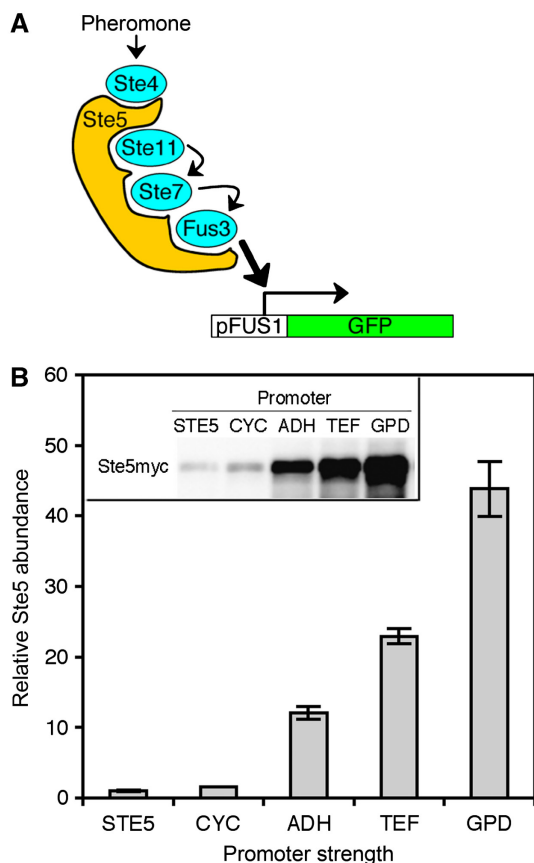 A
Pheromone
Ste4
Ste5
Ste11
Ste7
Fus3
pFUS1 GFP
B
60
50
40
30
20
10
0
Relative Ste5 abundance
Promoter
STE5 CYC ADH TEF GPD
Ste5myc
STE5 CYC ADH TEF GPD
Promoter strength